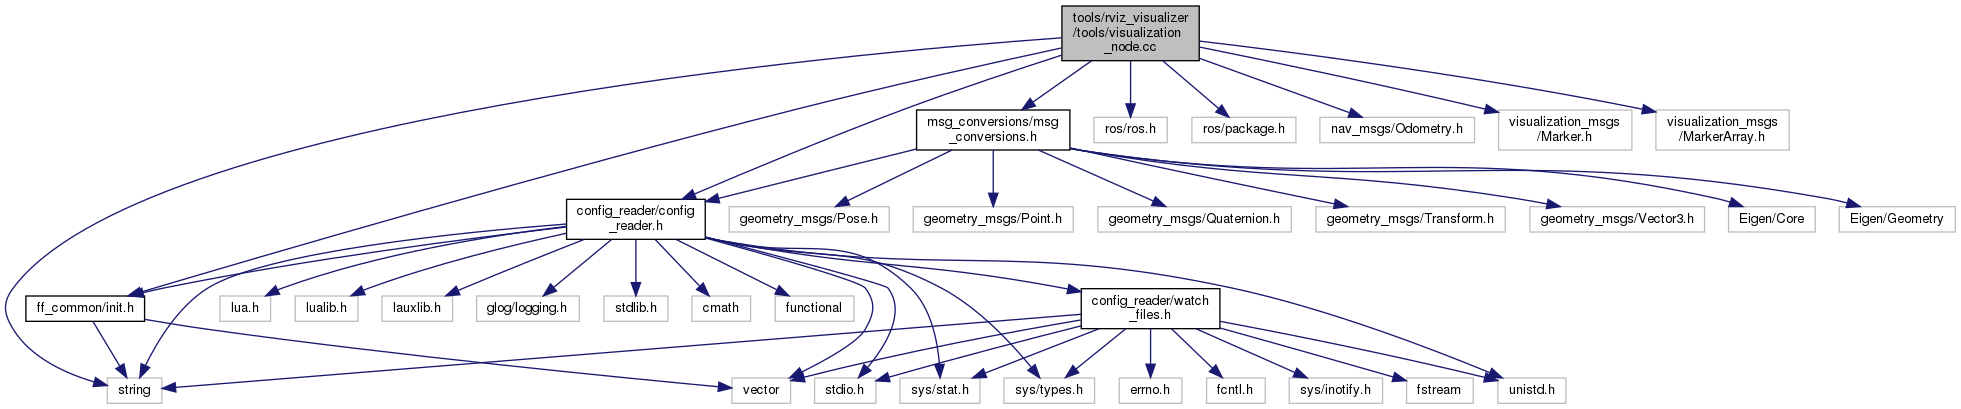 tools/rviz_visualizer
/tools/visualization
_node.cc
msg_conversions/msg
_conversions.h
ros/ros.h
ros/package.h
nav_msgs/Odometry.h
visualization_msgs
/Marker.h
visualization_msgs
/MarkerArray.h
config_reader/config
_reader.h
geometry_msgs/Pose.h
geometry_msgs/Point.h
geometry_msgs/Quaternion.h
geometry_msgs/Transform.h
geometry_msgs/Vector3.h
Eigen/Core
Eigen/Geometry
ff_common/init.h
lua.h
lualib.h
lauxlib.h
glog/logging.h
stdlib.h
cmath
functional
config_reader/watch
_files.h
string
vector
stdio.h
sys/stat.h
sys/types.h
errno.h
fcntl.h
sys/inotify.h
fstream
unistd.h